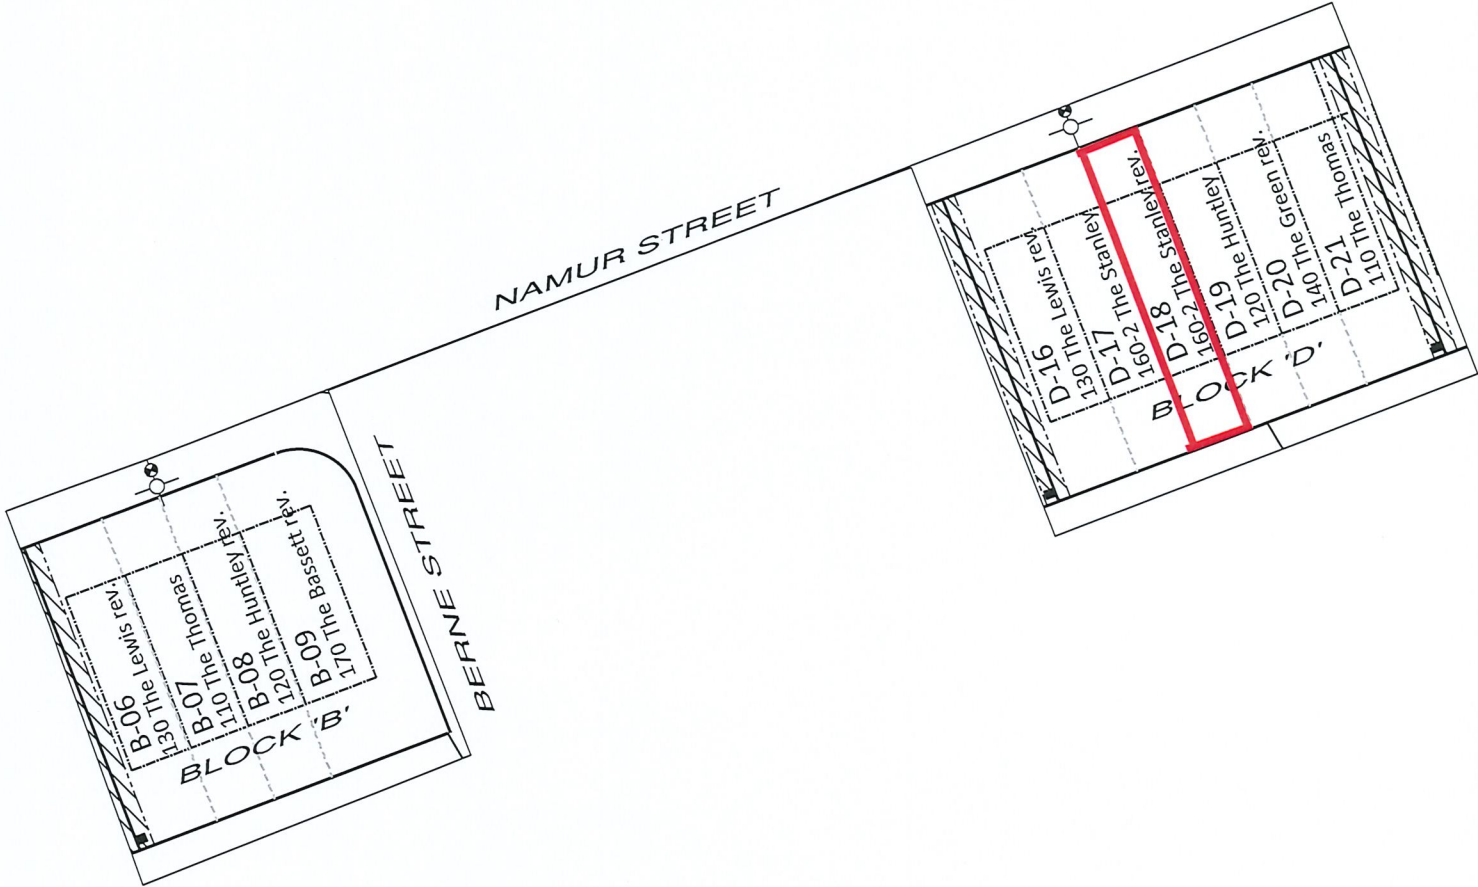 NAMUR STREET
BERNE STREET
B-06
130 The Lewis rev.
B-07
110 The Thomas
B-08
120 The Huntley rev.
B-09
170 The Bassett rev.
BLOCK 'B'
D-16
130 The Lewis rev.
D-17
160-2 The Stanley
D-18
160-2 The Stanley rev.
D-19
120 The Huntley
D-20
140 The Green rev.
D-21
110 The Thomas
BLOCK 'D'